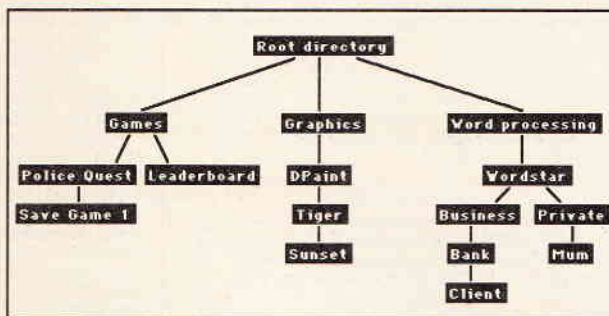 Root directory
Games Graphics Word processing
Police Quest Leaderboard DPaint Wordstar
Save Game 1 Tiger Business Private
Sunset Bank Mum
Client